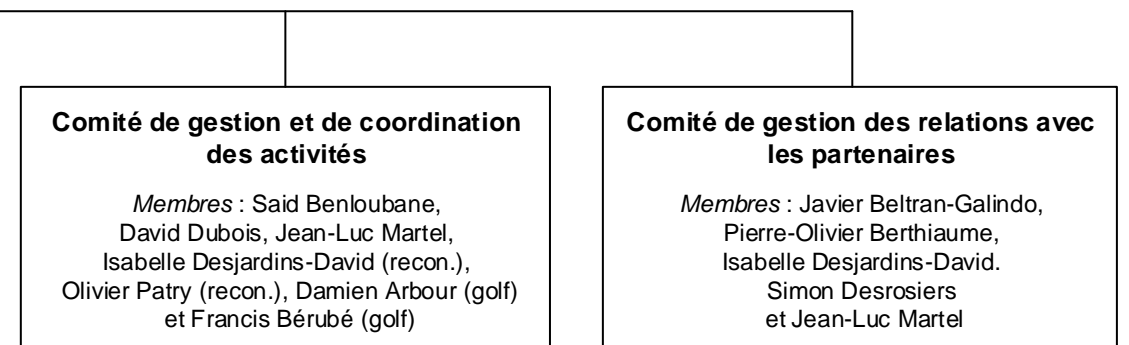 Comité de gestion et de coordination
des activités
Membres : Said Benloubane,
David Dubois, Jean-Luc Martel,
Isabelle Desjardins-David (recon.),
Olivier Patry (recon.), Damien Arbour (golf)
et Francis Bérubé (golf)
Comité de gestion des relations avec
les partenaires
Membres : Javier Beltran-Galindo,
Pierre-Olivier Berthiaume,
Isabelle Desjardins-David.
Simon Desrosiers
et Jean-Luc Martel